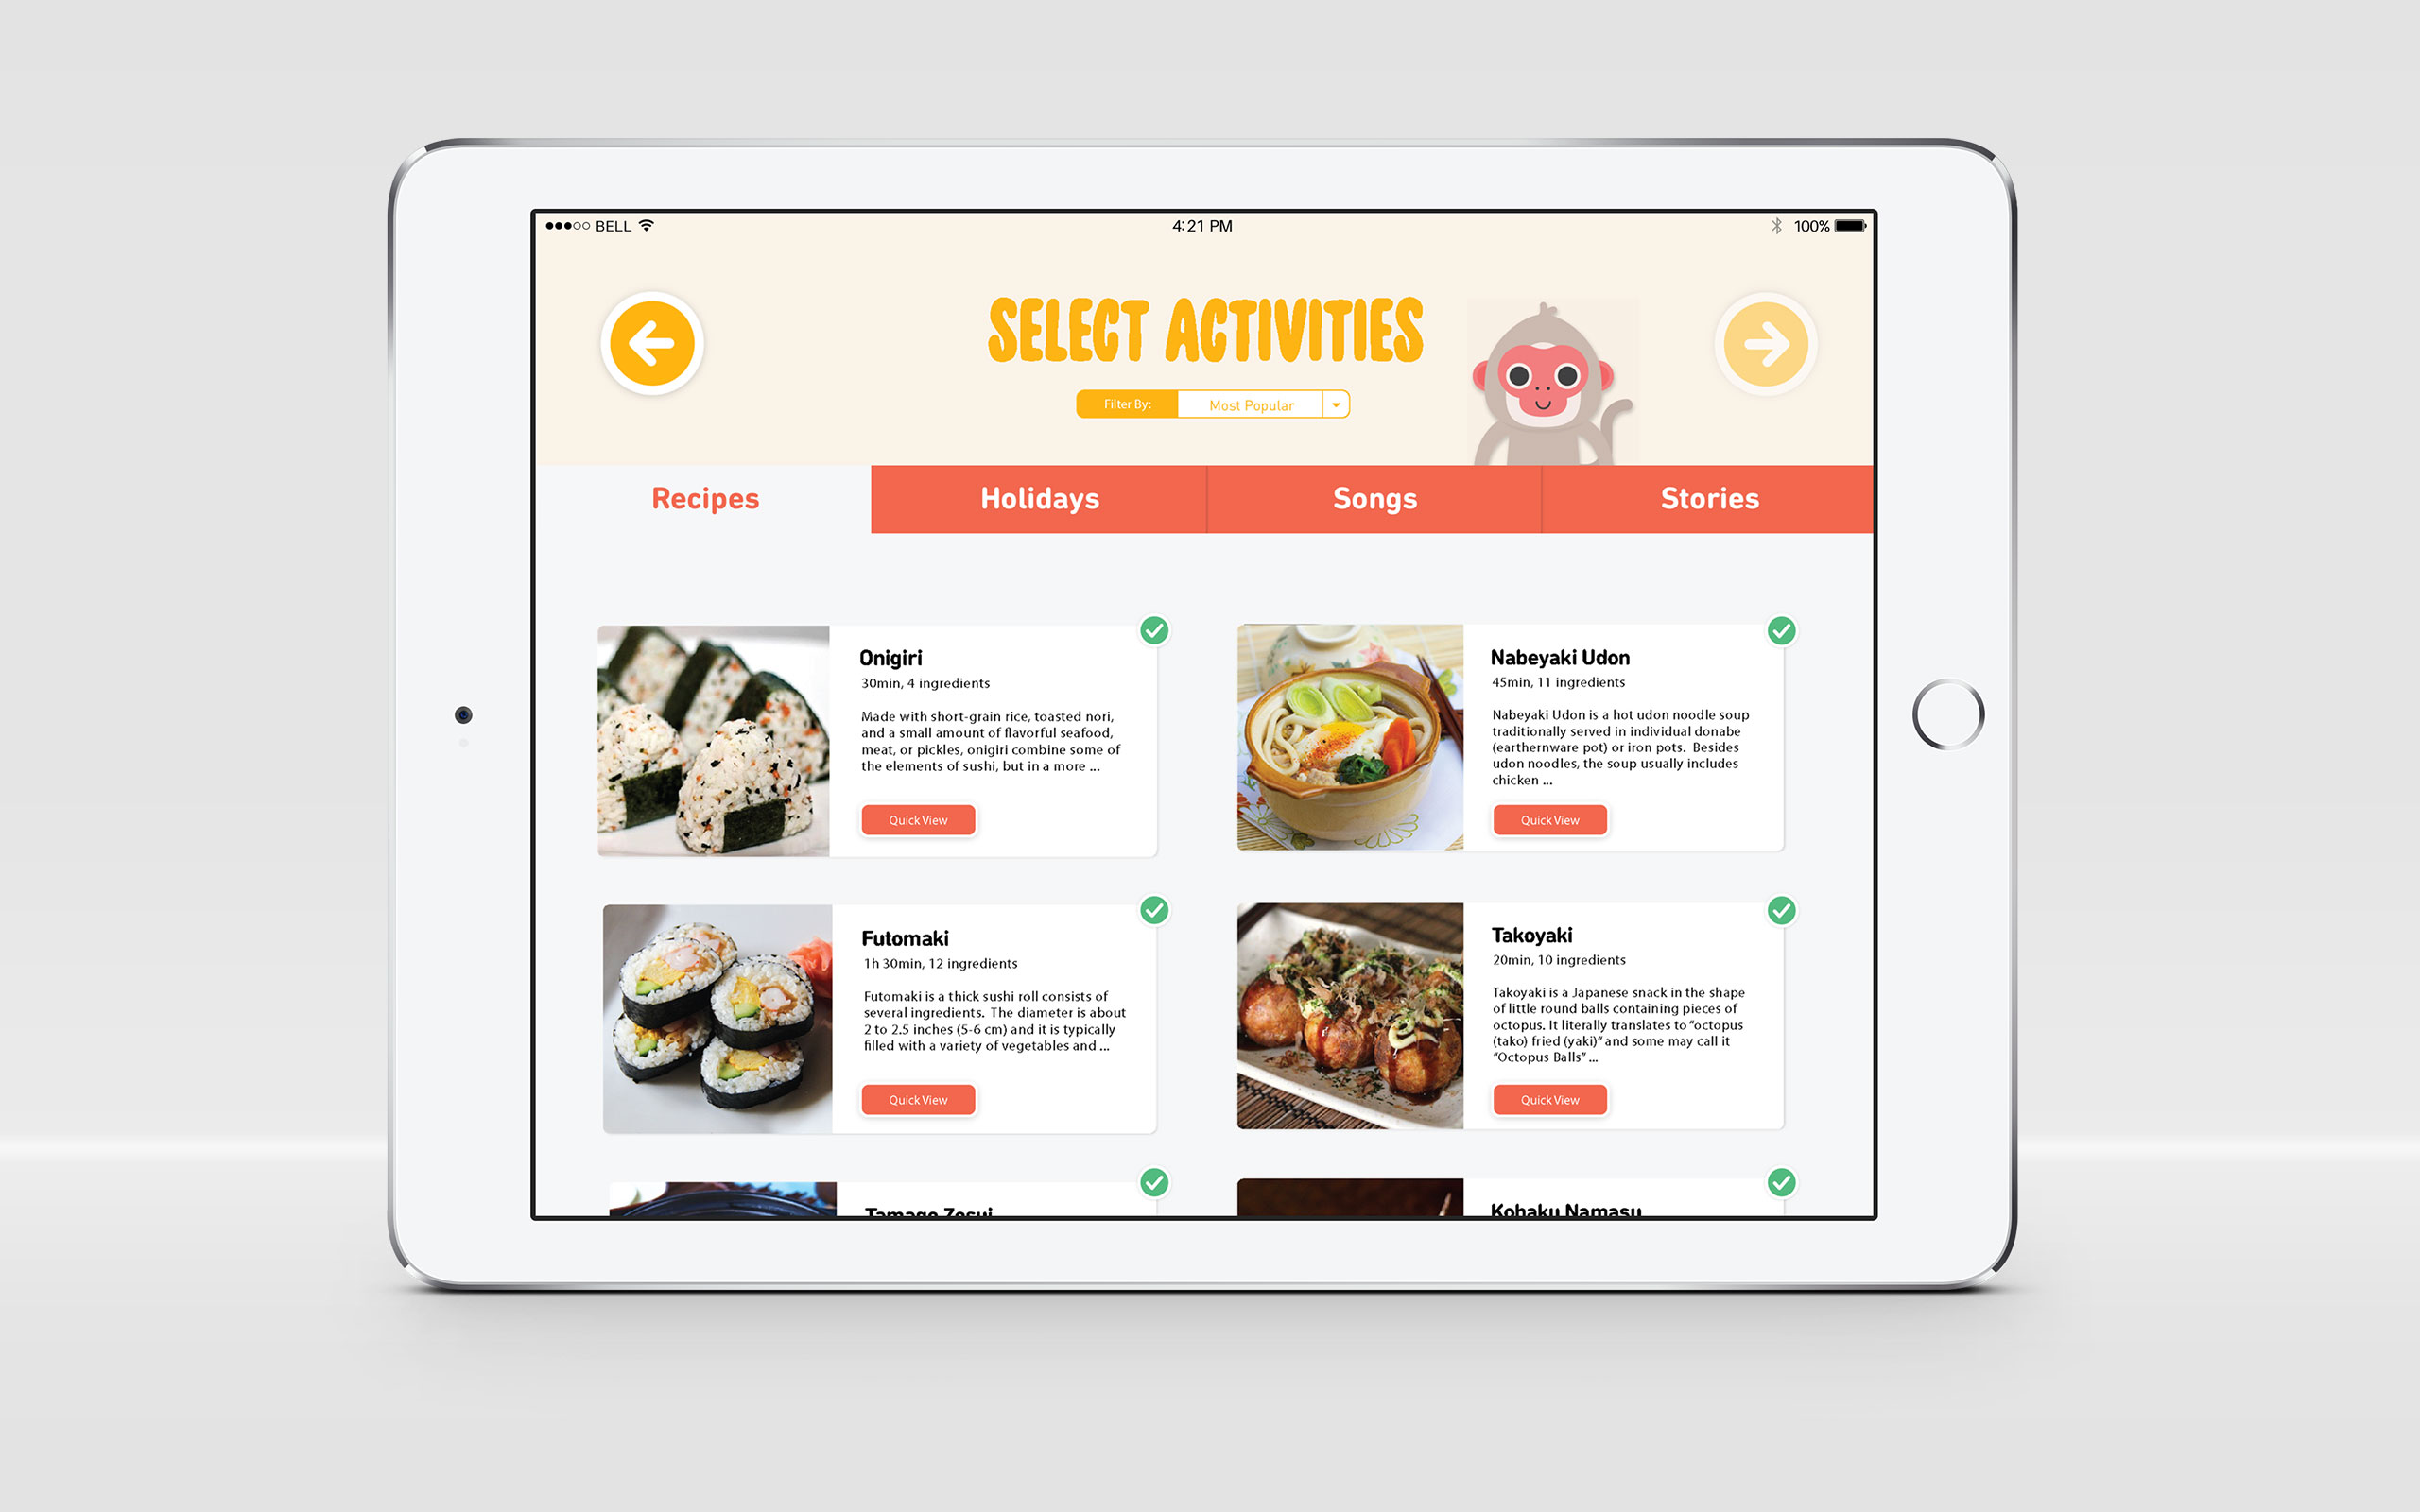 BELL
4:21 PM
100%
SELECT ACTIVITIES
Filter By: Most Popular
Recipes
Holidays
Songs
Stories
Onigiri
30min, 4 ingredients
Made with short-grain rice, toasted nori,
and a small amount of flavorful seafood,
meat, or pickles, onigiri combine some of
the elements of sushi, but in a more ...
Quick View
Nabeyaki Udon
45min, 11 ingredients
Nabeyaki Udon is a hot udon noodle soup
traditionally served in individual donabe
(earthernware pot) or iron pots. Besides
udon noodles, the soup usually includes
chicken ...
Quick View
Futomaki
1h 30min, 12 ingredients
Futomaki is a thick sushi roll consists of
several ingredients. The diameter is about
2 to 2.5 inches (5-6 cm) and it is typically
filled with a variety of vegetables and ...
Quick View
Takoyaki
20min, 10 ingredients
Takoyaki is a Japanese snack in the shape
of little round balls containing pieces of
octopus. It literally translates to “octopus
(tako) fried (yaki)” and some may call it
“Octopus Balls” ...
Quick View
Tamago Zosui
Kohaku Namasu